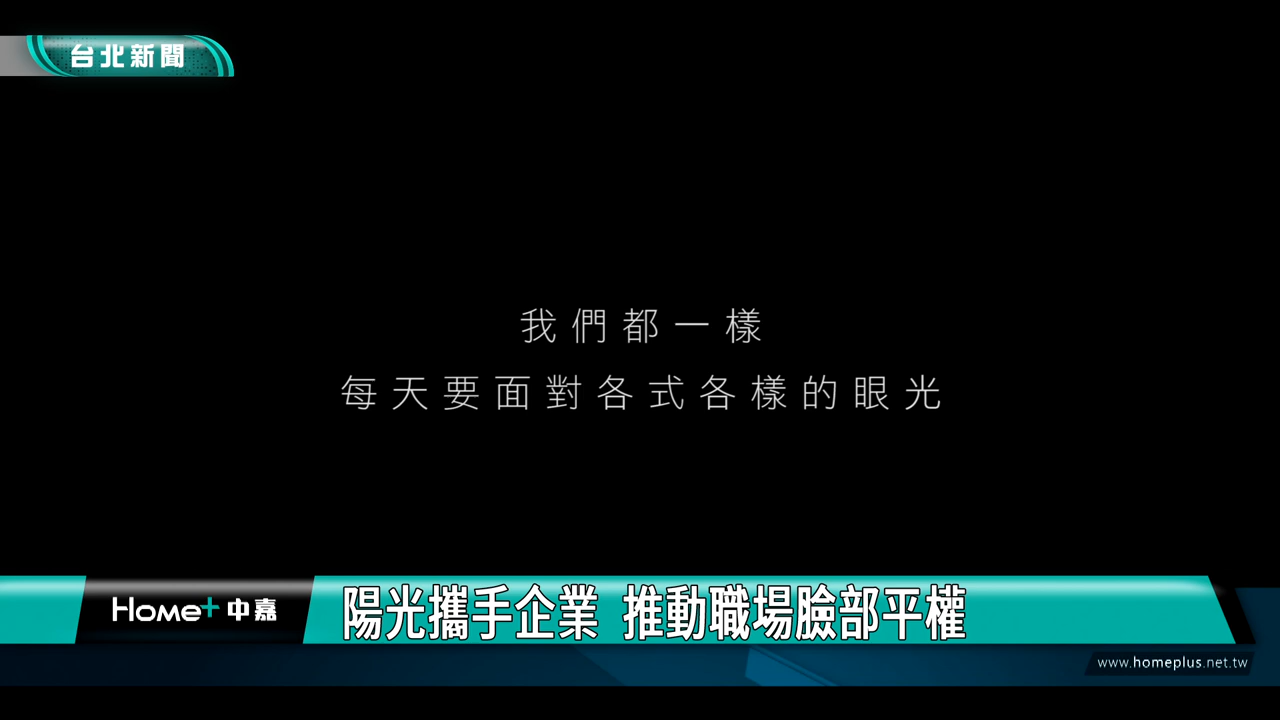 台北新聞
我們都一樣
每天要面對各式各樣的眼光
Home+中嘉
陽光攜手企業 推動職場臉部平權
www.homeplus.net.tw